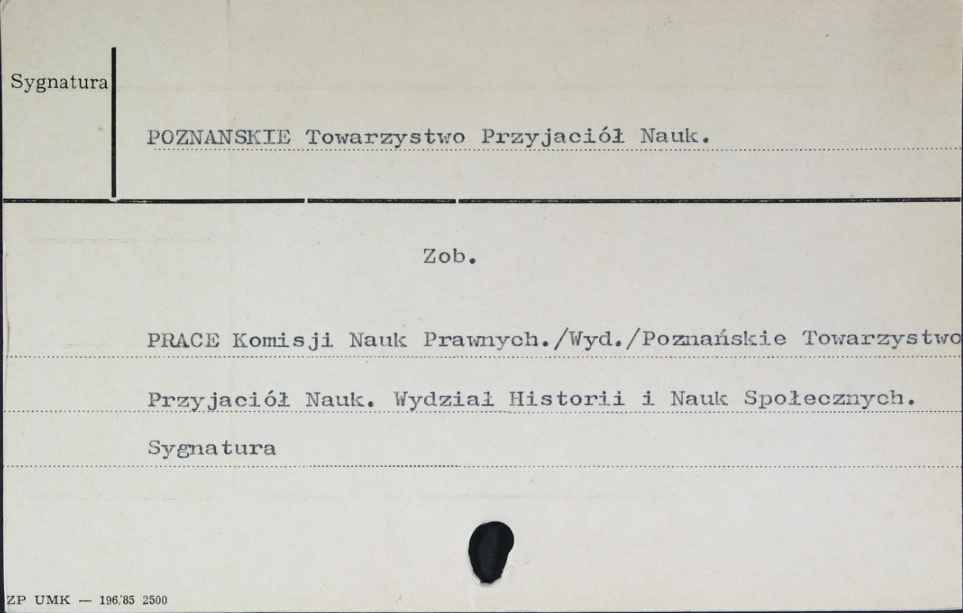 Sygnatura
POZNANSKIE Towarzystwo Przyjaciół Nauk.
Zob.
PRACE Komisji Nauk Prawnych./Wyd./Poznańskie Towarzystwo
Przyjaciół Nauk. Wydział Historii i Nauk Społecznych.
Sygnatura
ZP UMK — 196/85 2500